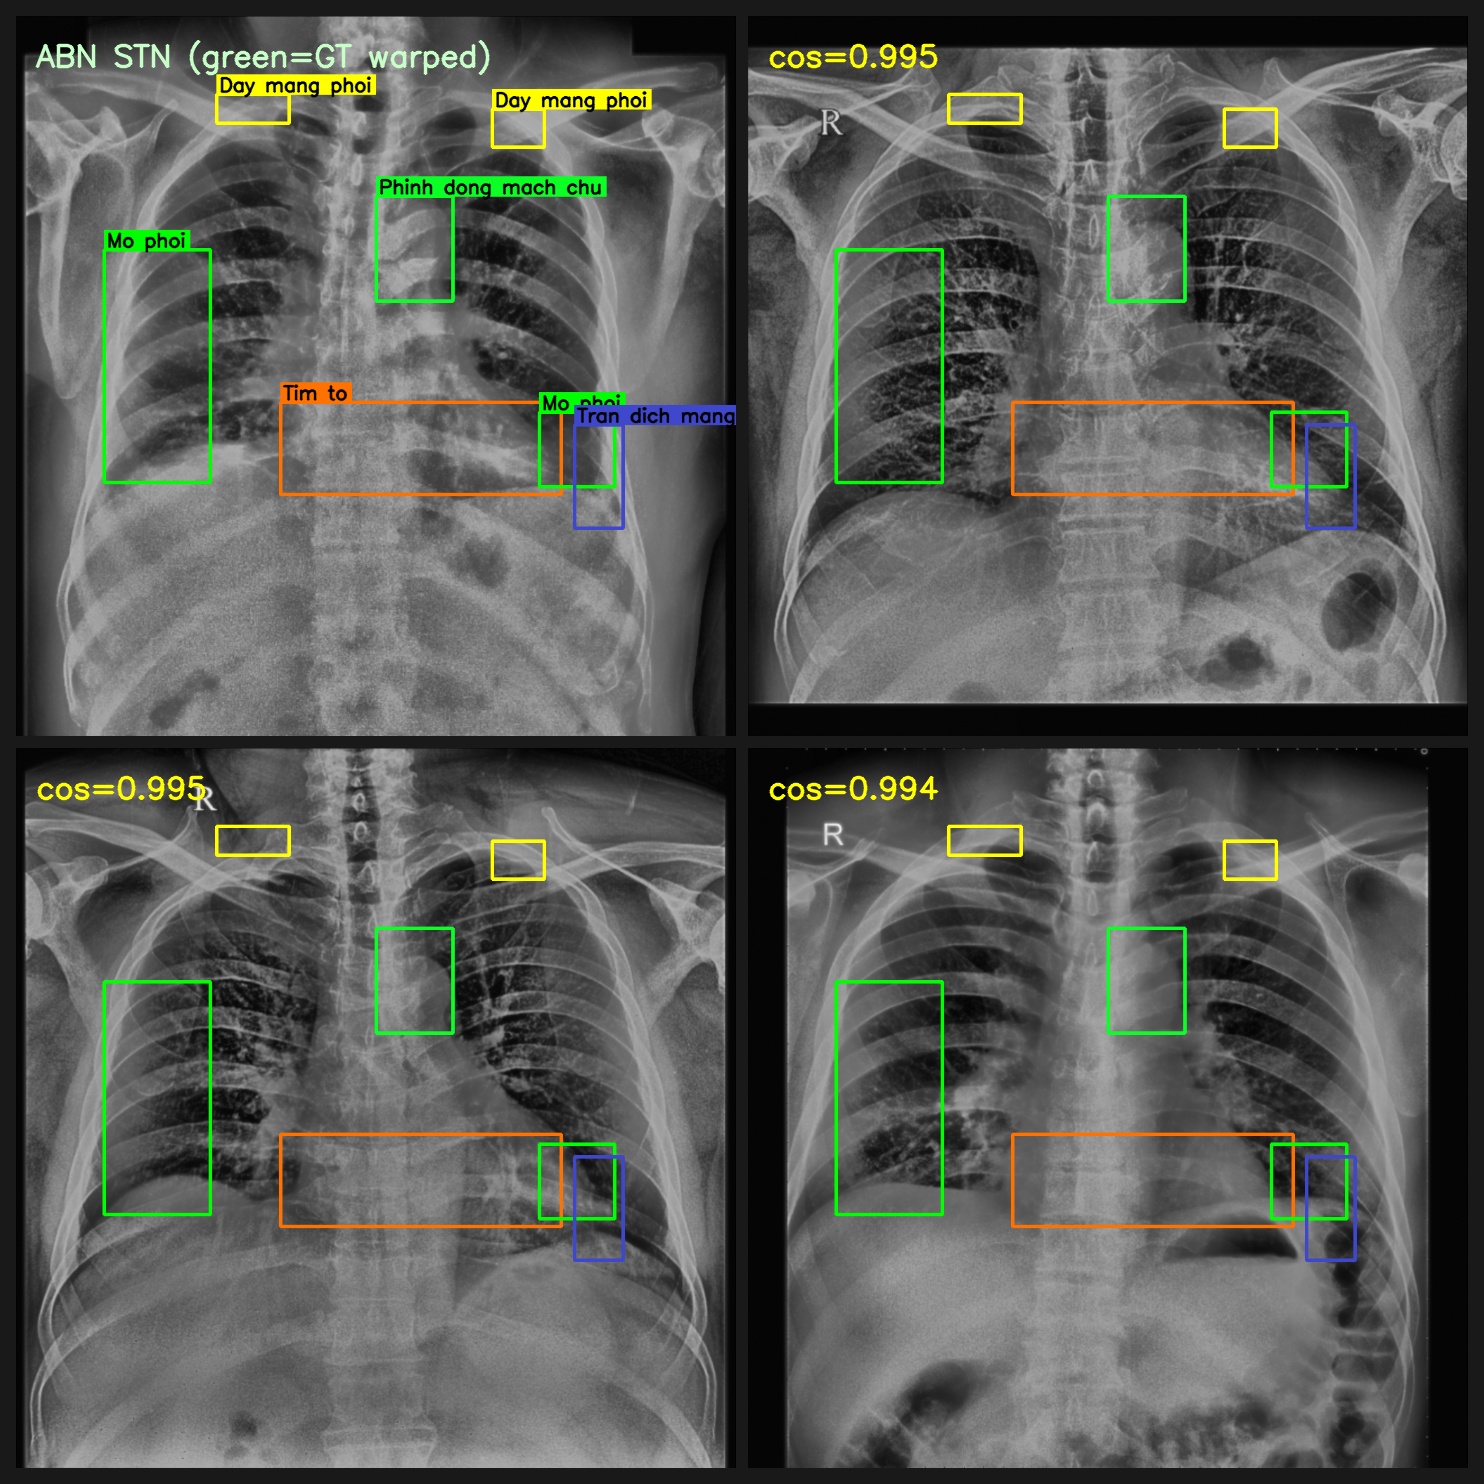 ABN STN (green=GT warped)
Day mang phoi
Day mang phoi
Phinh dong mach chu
Mo phoi
Tim to
Mo phoi
Tran dich mang
cos=0.995
R
cos=0.995
R
cos=0.994
R